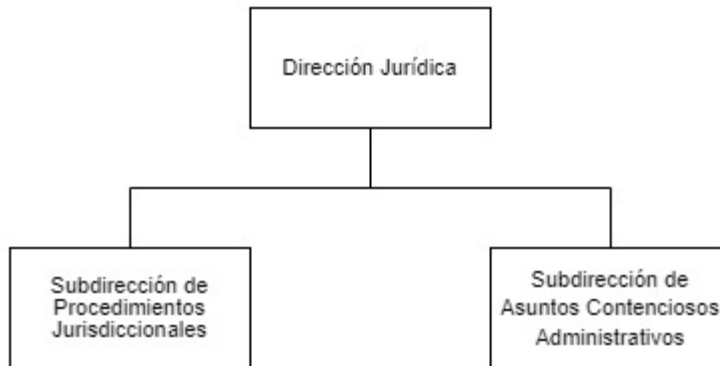 Dirección Jurídica
Subdirección de
Procedimientos
Jurisdiccionales
Subdirección de
Asuntos Contenciosos
Administrativos